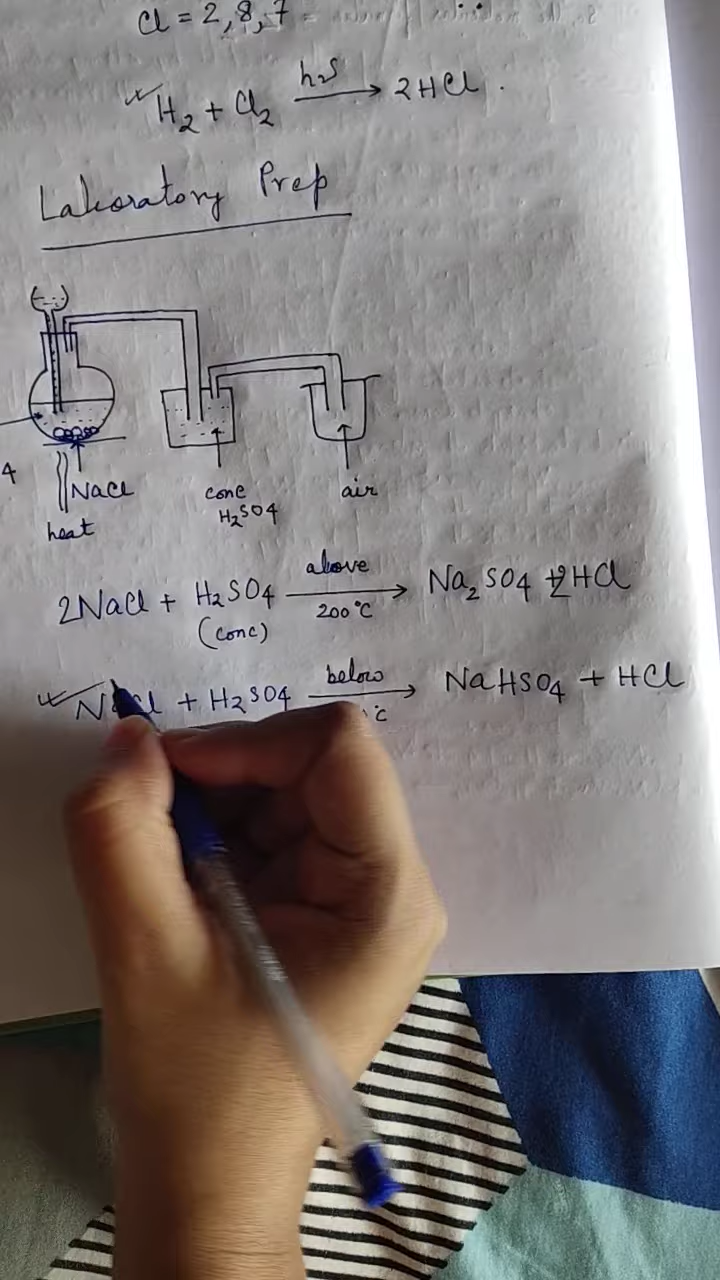 Cl = 2, 8, 7
H₂ + Cl₂ hν → 2HCl.
Laboratory Prep
4
NaCl
heat
conc
H₂SO₄
air
2NaCl + H₂SO₄ (conc) above 200°C → Na₂SO₄ + 2HCl
NaCl + H₂SO₄ below °C → NaHSO₄ + HCl